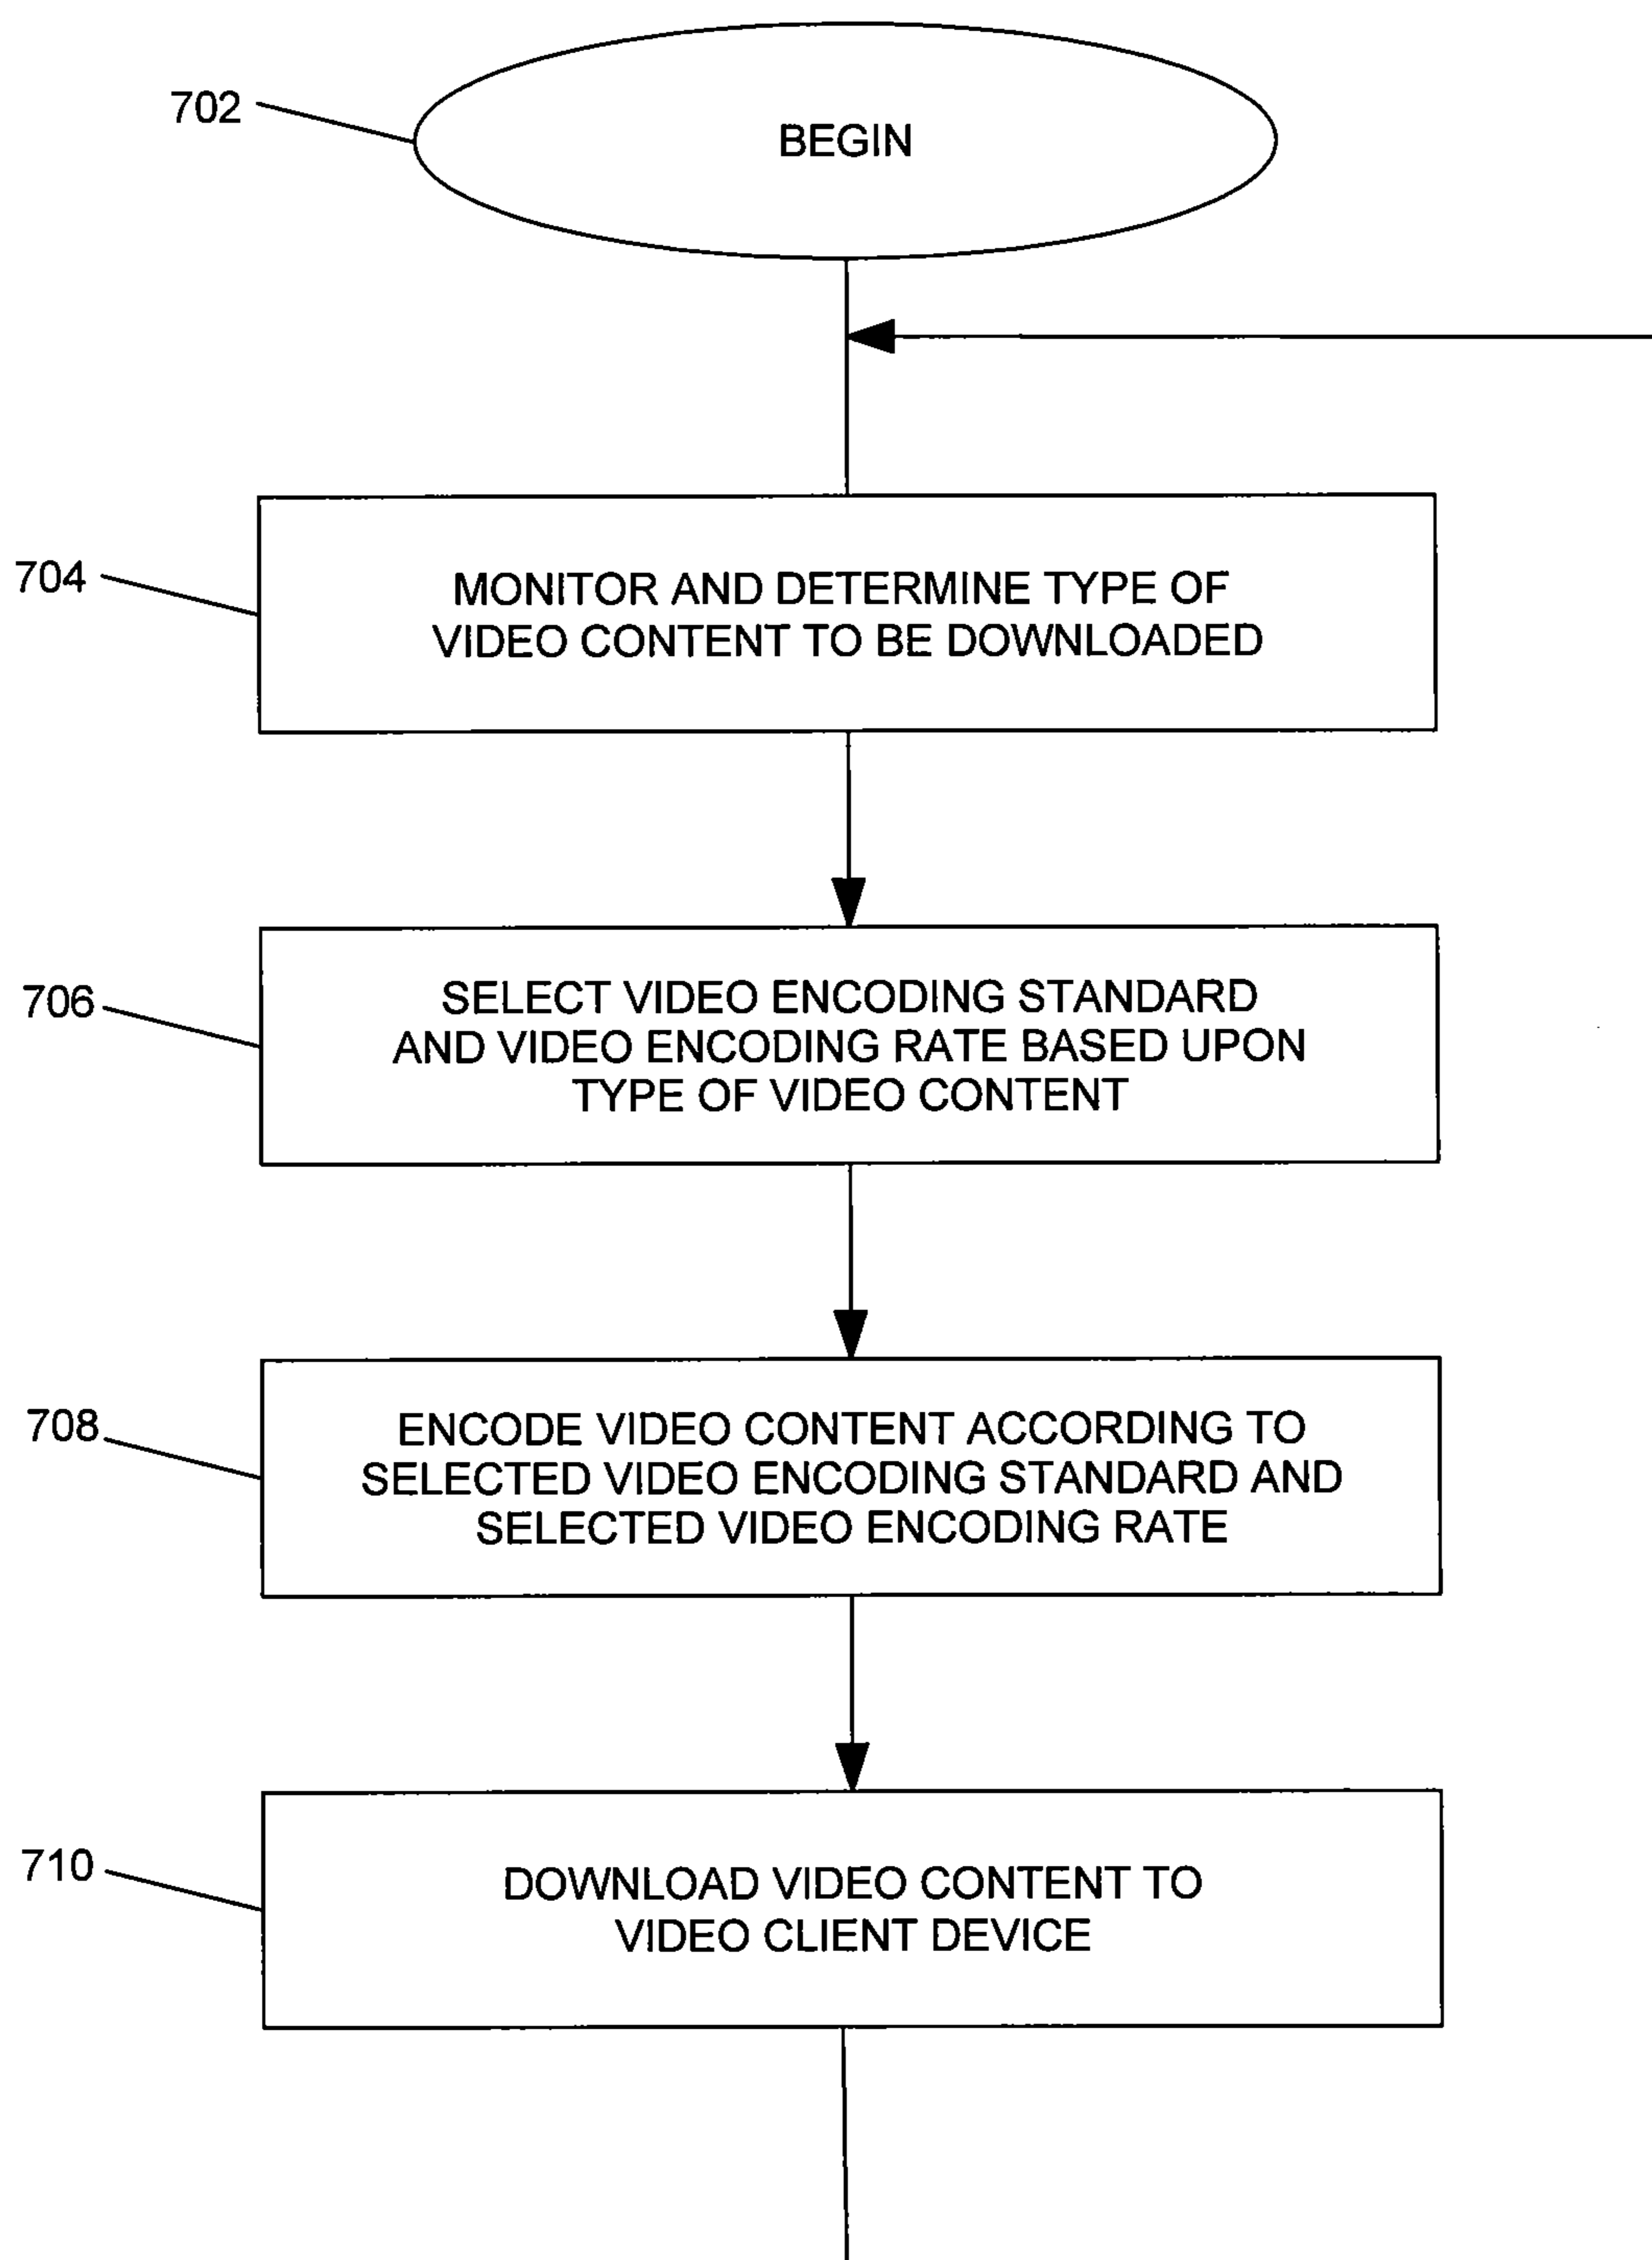 702
BEGIN
704
MONITOR AND DETERMINE TYPE OF
VIDEO CONTENT TO BE DOWNLOADED
706
SELECT VIDEO ENCODING STANDARD
AND VIDEO ENCODING RATE BASED UPON
TYPE OF VIDEO CONTENT
708
ENCODE VIDEO CONTENT ACCORDING TO
SELECTED VIDEO ENCODING STANDARD AND
SELECTED VIDEO ENCODING RATE
710
DOWNLOAD VIDEO CONTENT TO
VIDEO CLIENT DEVICE